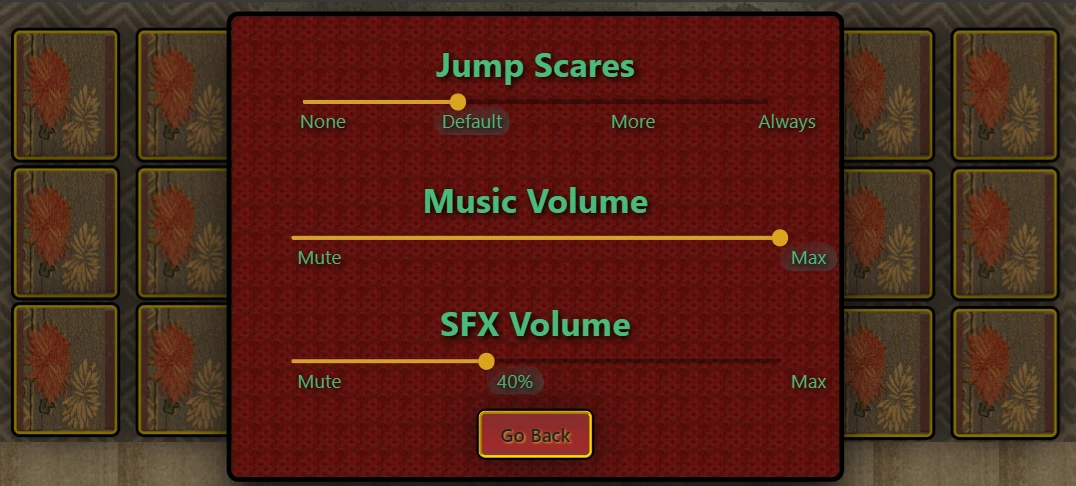 Jump Scares
None Default More Always
Music Volume
Mute Max
SFX Volume
Mute 40% Max
Go Back